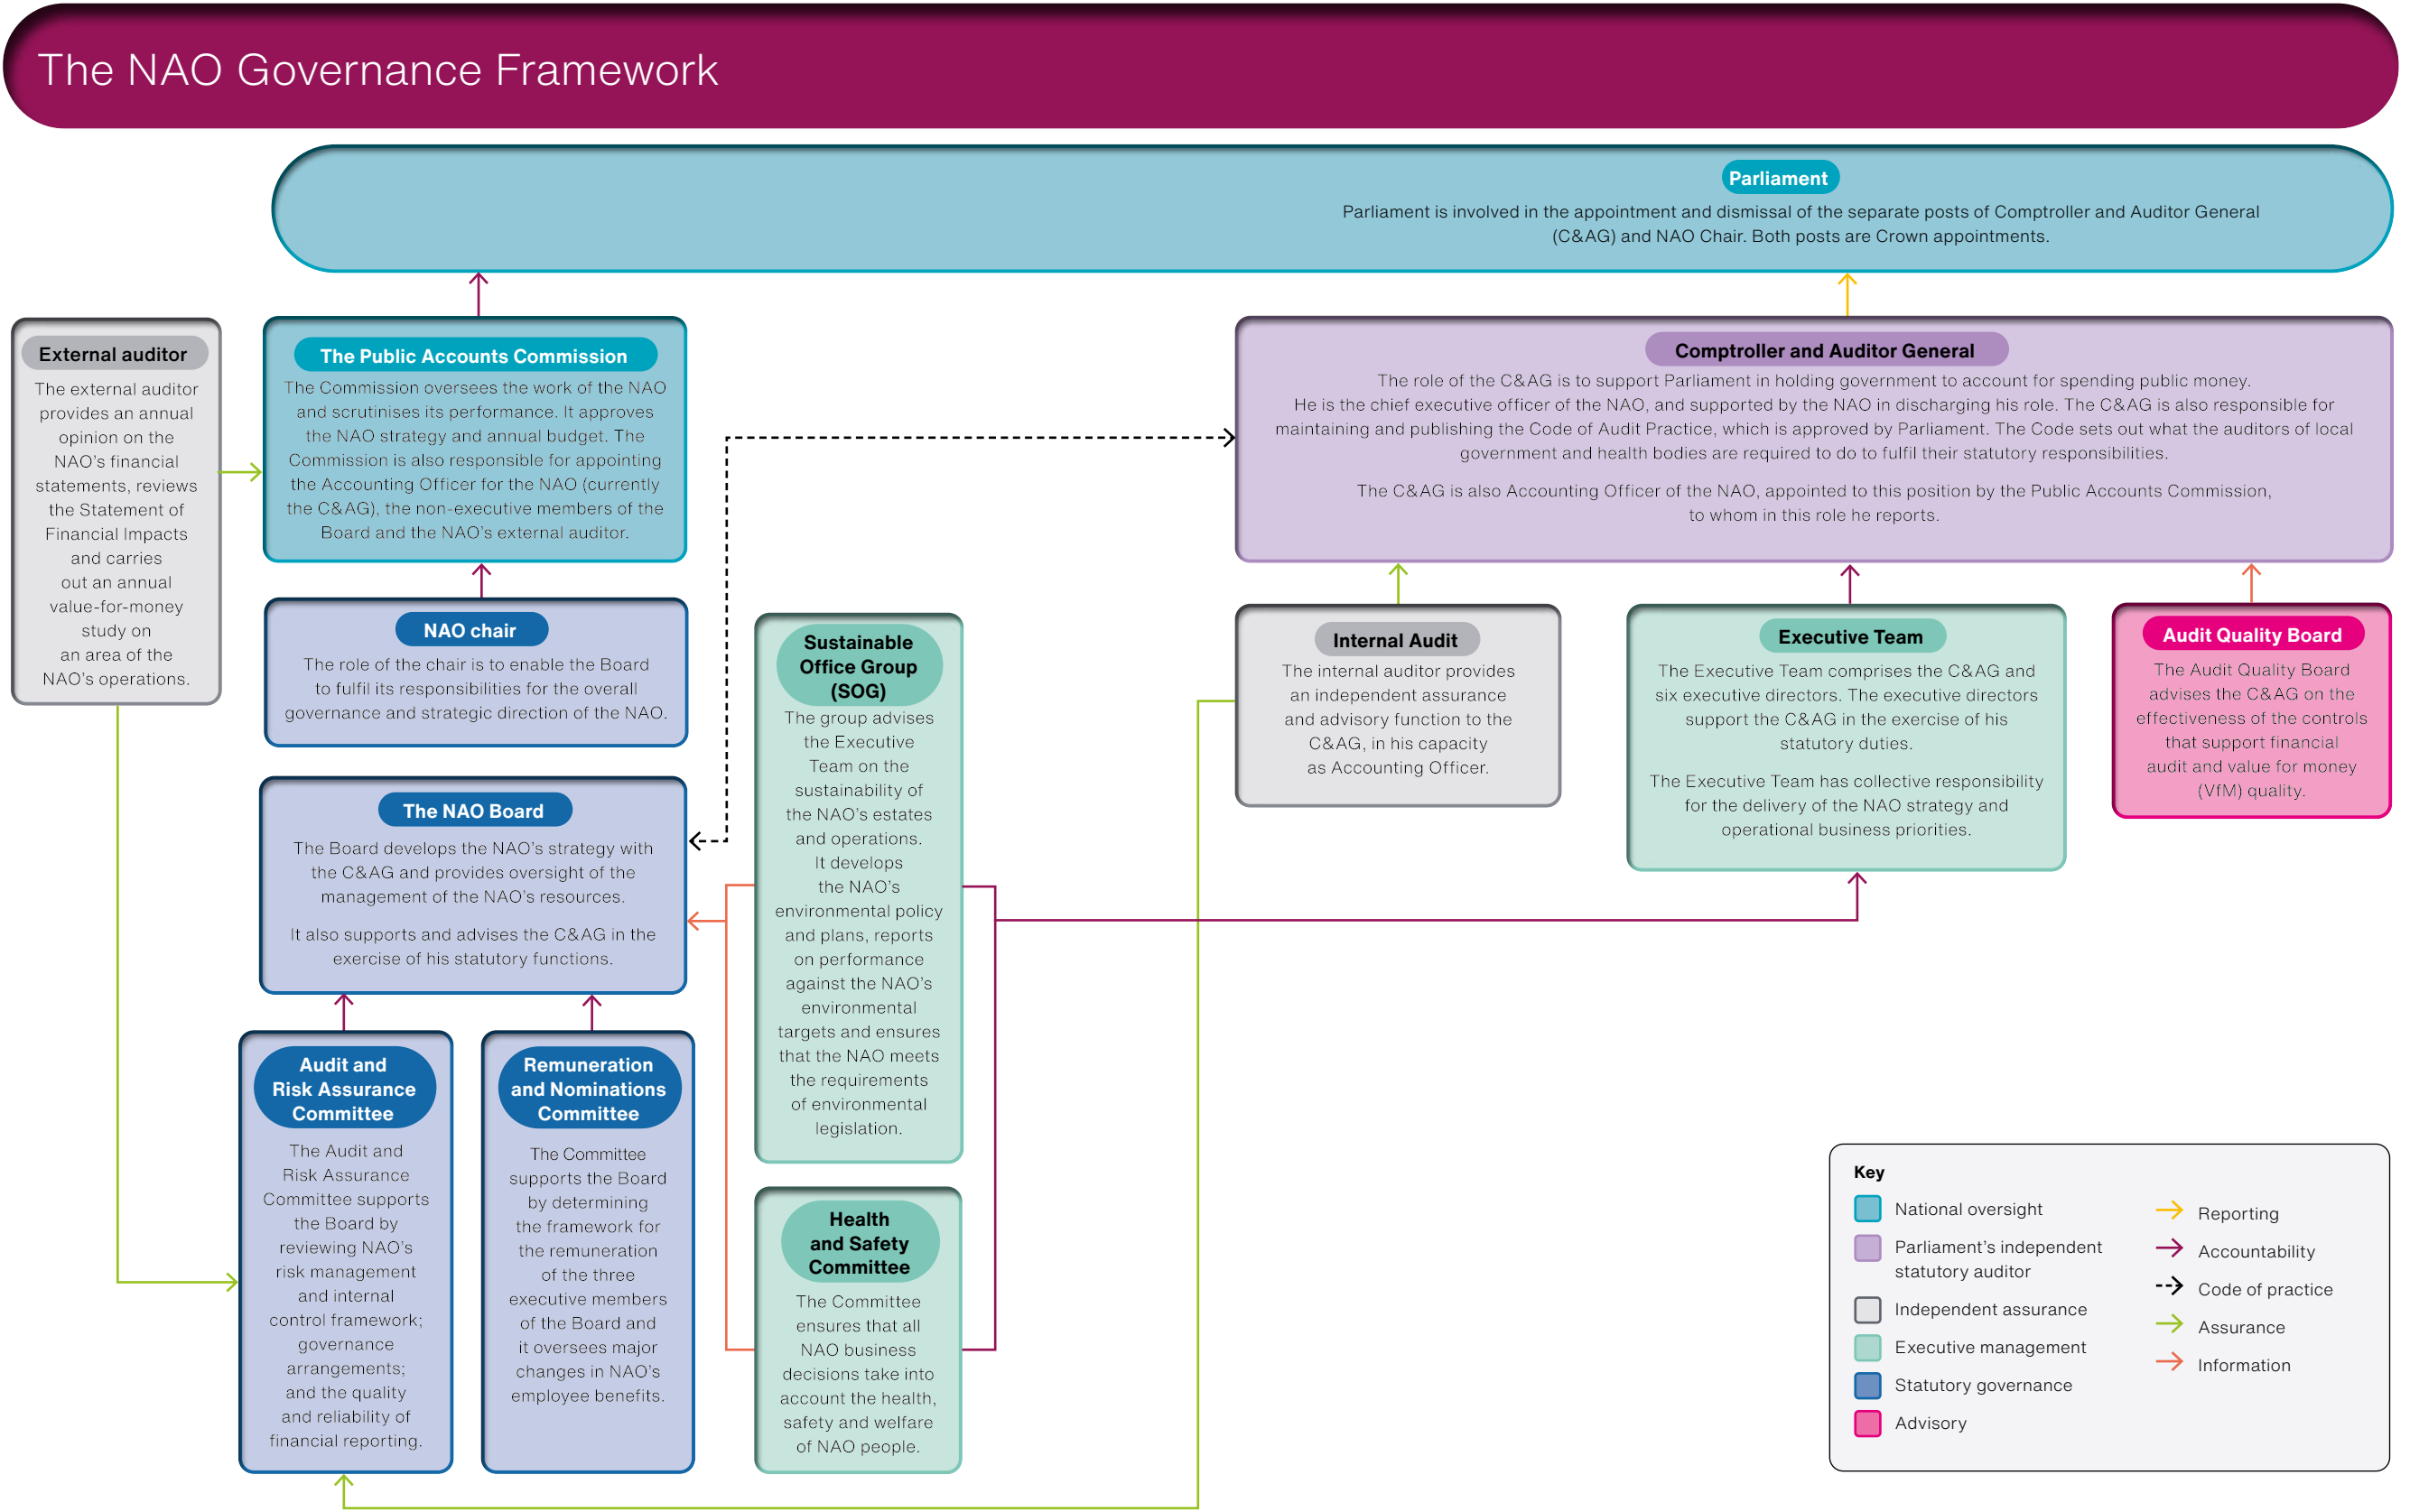 The NAO Governance Framework
Parliament
Parliament is involved in the appointment and dismissal of the separate posts of Comptroller and Auditor General
(C&AG) and NAO Chair. Both posts are Crown appointments.
External auditor
The external auditor
provides an annual
opinion on the
NAO’s financial
statements, reviews
the Statement of
Financial Impacts
and carries
out an annual
value-for-money
study on
an area of the
NAO’s operations.
The Public Accounts Commission
The Commission oversees the work of the NAO
and scrutinises its performance. It approves
the NAO strategy and annual budget. The
Commission is also responsible for appointing
the Accounting Officer for the NAO (currently
the C&AG), the non-executive members of the
Board and the NAO’s external auditor.
Comptroller and Auditor General
The role of the C&AG is to support Parliament in holding government to account for spending public money.
He is the chief executive officer of the NAO, and supported by the NAO in discharging his role. The C&AG is also responsible for
maintaining and publishing the Code of Audit Practice, which is approved by Parliament. The Code sets out what the auditors of local
government and health bodies are required to do to fulfil their statutory responsibilities.
The C&AG is also Accounting Officer of the NAO, appointed to this position by the Public Accounts Commission,
to whom in this role he reports.
NAO chair
The role of the chair is to enable the Board
to fulfil its responsibilities for the overall
governance and strategic direction of the NAO.
The NAO Board
The Board develops the NAO’s strategy with
the C&AG and provides oversight of the
management of the NAO’s resources.
It also supports and advises the C&AG in the
exercise of his statutory functions.
Sustainable
Office Group
(SOG)
The group advises
the Executive
Team on the
sustainability of
the NAO’s estates
and operations.
It develops
the NAO’s
environmental policy
and plans, reports
on performance
against the NAO’s
environmental
targets and ensures
that the NAO meets
the requirements
of environmental
legislation.
Internal Audit
The internal auditor provides
an independent assurance
and advisory function to the
C&AG, in his capacity
as Accounting Officer.
Executive Team
The Executive Team comprises the C&AG and
six executive directors. The executive directors
support the C&AG in the exercise of his
statutory duties.
The Executive Team has collective responsibility
for the delivery of the NAO strategy and
operational business priorities.
Audit Quality Board
The Audit Quality Board
advises the C&AG on the
effectiveness of the controls
that support financial
audit and value for money
(VfM) quality.
Audit and
Risk Assurance
Committee
The Audit and
Risk Assurance
Committee supports
the Board by
reviewing NAO’s
risk management
and internal
control framework;
governance
arrangements;
and the quality
and reliability of
financial reporting.
Remuneration
and Nominations
Committee
The Committee
supports the Board
by determining
the framework for
the remuneration
of the three
executive members
of the Board and
it oversees major
changes in NAO’s
employee benefits.
Health
and Safety
Committee
The Committee
ensures that all
NAO business
decisions take into
account the health,
safety and welfare
of NAO people.
Key
National oversight
Parliament’s independent
statutory auditor
Independent assurance
Executive management
Statutory governance
Advisory
Reporting
Accountability
Code of practice
Assurance
Information